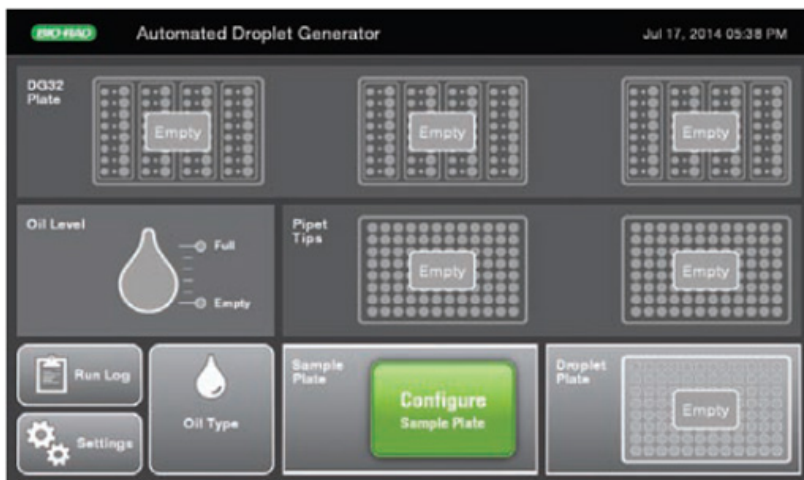 BIO-RAD Automated Droplet Generator Jul 17, 2014 05:38 PM
DG32
Plate
Empty
Empty
Empty
Oil Level
Full
Empty
Pipet
Tips
Empty
Empty
Run Log
Settings
Oil Type
Sample
Plate
Configure
Sample Plate
Droplet
Plate
Empty